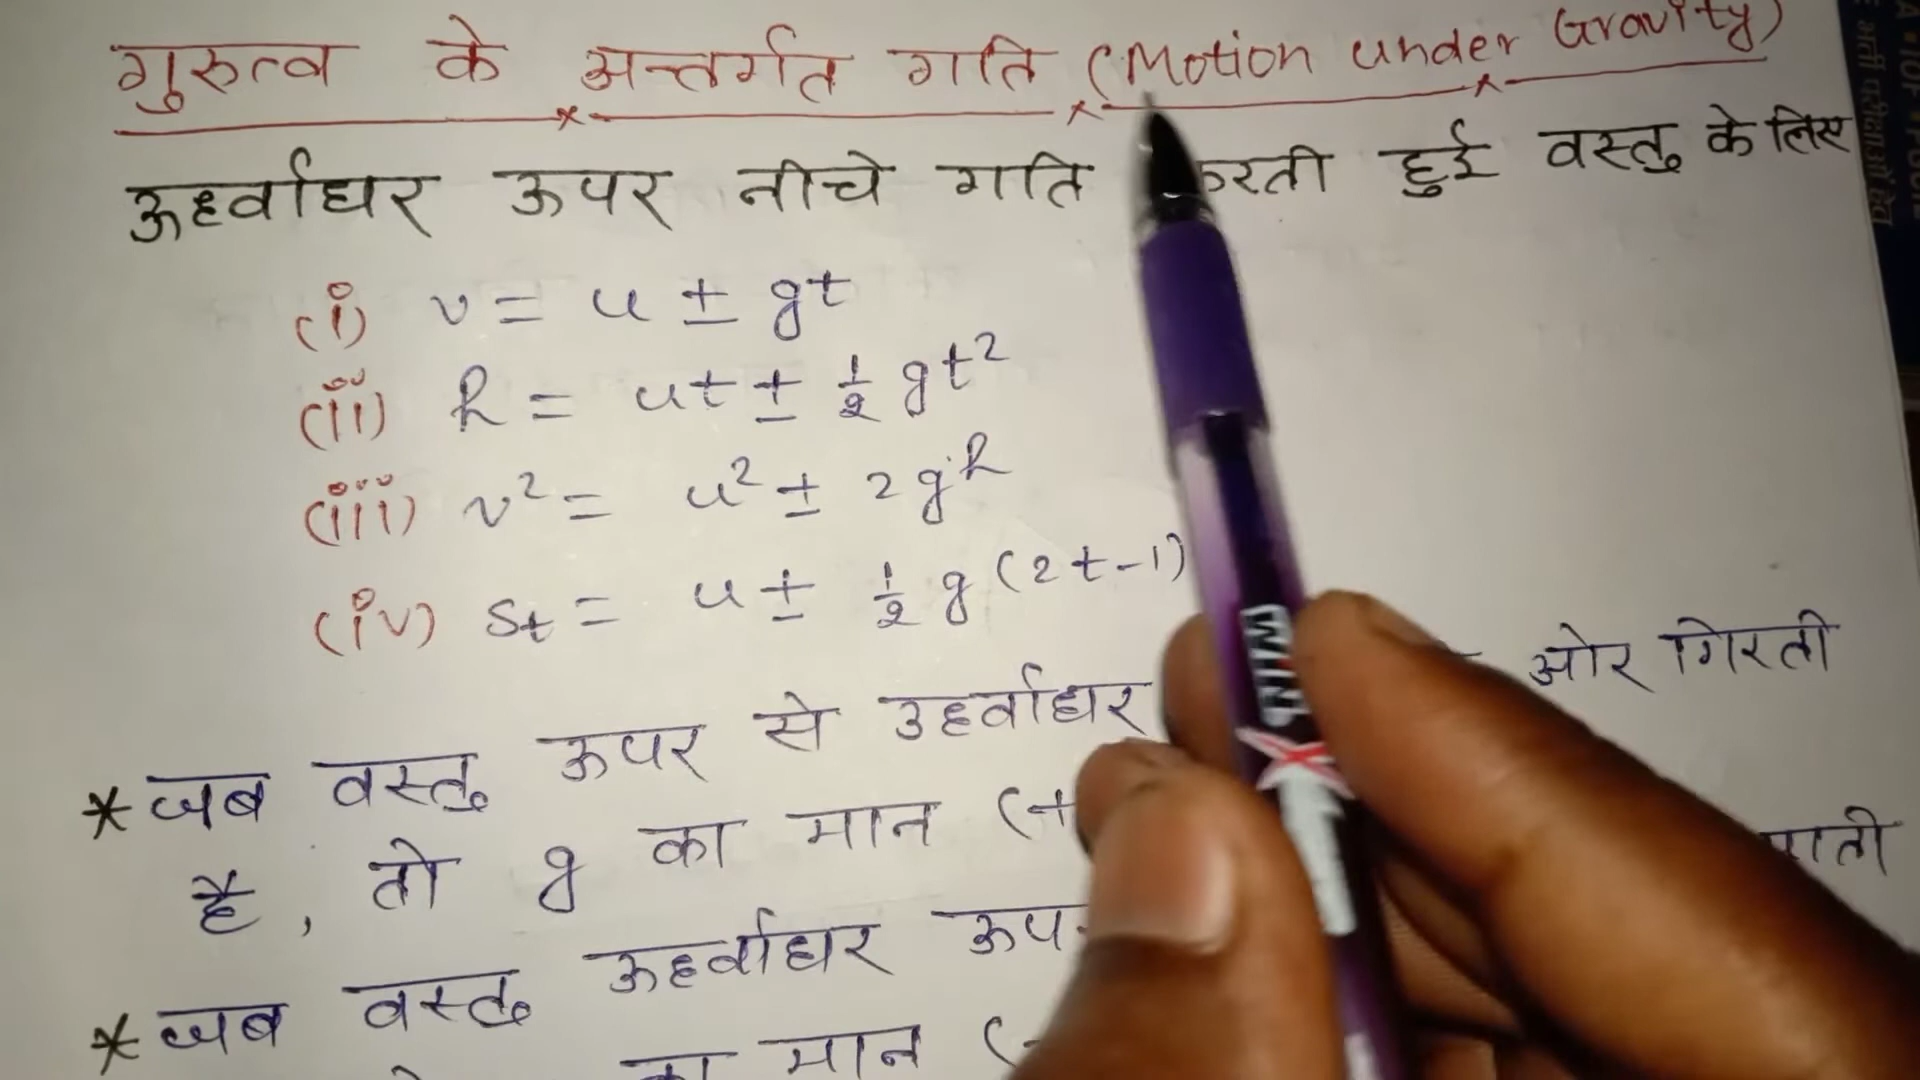 गुरुत्व के अन्तर्गत गति (Motion under Gravity)
ऊर्ध्वाधर ऊपर नीचे गति करती हुई वस्तु के लिए
(i) v = u ± gt
(ii) h = ut ± 1/2 gt²
(iii) v² = u² ± 2gh
(iv) St = u ± 1/2 g(2t-1)
* जब वस्तु ऊपर से उर्ध्वाधर ओर गिरती
है, तो g का मान (+
* जब वस्तु ऊर्ध्वाधर ऊप
का मान (-